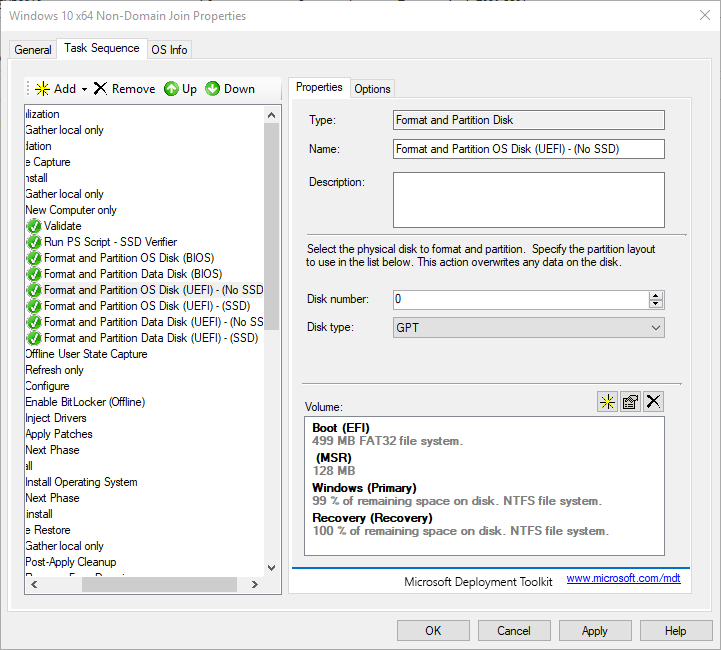 Windows 10 x64 Non-Domain Join Properties
General
Task Sequence
OS Info
Add
Remove
Up
Down
lization
Gather local only
dation
e Capture
nstall
Gather local only
New Computer only
Validate
Run PS Script - SSD Verifier
Format and Partition OS Disk (BIOS)
Format and Partition Data Disk (BIOS)
Format and Partition OS Disk (UEFI) - (No SSD
Format and Partition OS Disk (UEFI) - (SSD)
Format and Partition Data Disk (UEFI) - (No SS
Format and Partition Data Disk (UEFI) - (SSD)
Offline User State Capture
Refresh only
Configure
Enable BitLocker (Offline)
Inject Drivers
Apply Patches
Next Phase
all
Install Operating System
Next Phase
install
e Restore
Gather local only
Post-Apply Cleanup
Properties
Options
Type:
Format and Partition Disk
Name:
Format and Partition OS Disk (UEFI) - (No SSD)
Description:
Select the physical disk to format and partition. Specify the partition layout
to use in the list below. This action overwrites any data on the disk.
Disk number:
0
Disk type:
GPT
Volume:
Boot (EFI)
499 MB FAT32 file system.
(MSR)
128 MB
Windows (Primary)
99 % of remaining space on disk. NTFS file system.
Recovery (Recovery)
100 % of remaining space on disk. NTFS file system.
Microsoft Deployment Toolkit
www.microsoft.com/mdt
OK
Cancel
Apply
Help